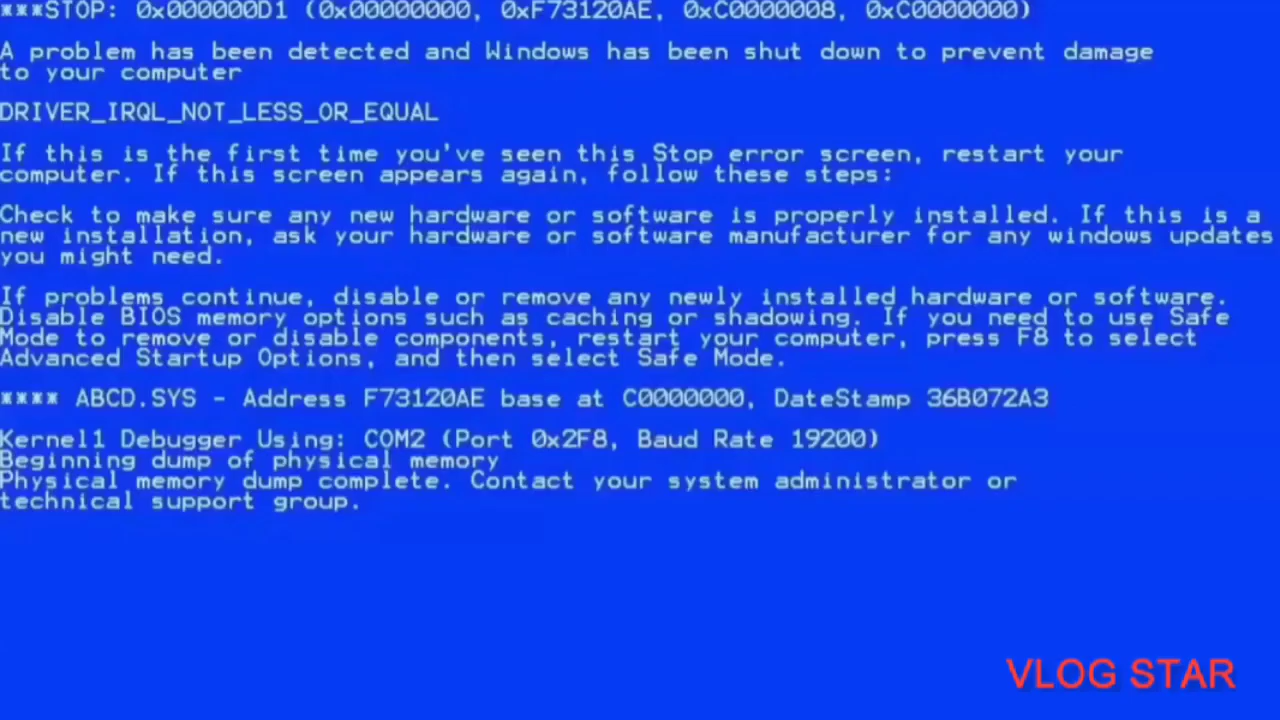 ***STOP: 0x000000D1 (0x00000000, 0xF73120AE, 0xC0000008, 0xC0000000)
A problem has been detected and Windows has been shut down to prevent damage
to your computer
DRIVER_IRQL_NOT_LESS_OR_EQUAL
If this is the first time you've seen this Stop error screen, restart your
computer. If this screen appears again, follow these steps:
Check to make sure any new hardware or software is properly installed. If this is a
new installation, ask your hardware or software manufacturer for any windows updates
you might need.
If problems continue, disable or remove any newly installed hardware or software.
Disable BIOS memory options such as caching or shadowing. If you need to use Safe
Mode to remove or disable components, restart your computer, press F8 to select
Advanced Startup Options, and then select Safe Mode.
**** ABCD.SYS - Address F73120AE base at C0000000, DateStamp 36B072A3
Kernel1 Debugger Using: COM2 (Port 0x2F8, Baud Rate 19200)
Beginning dump of physical memory
Physical memory dump complete. Contact your system administrator or
technical support group.
VLOG STAR